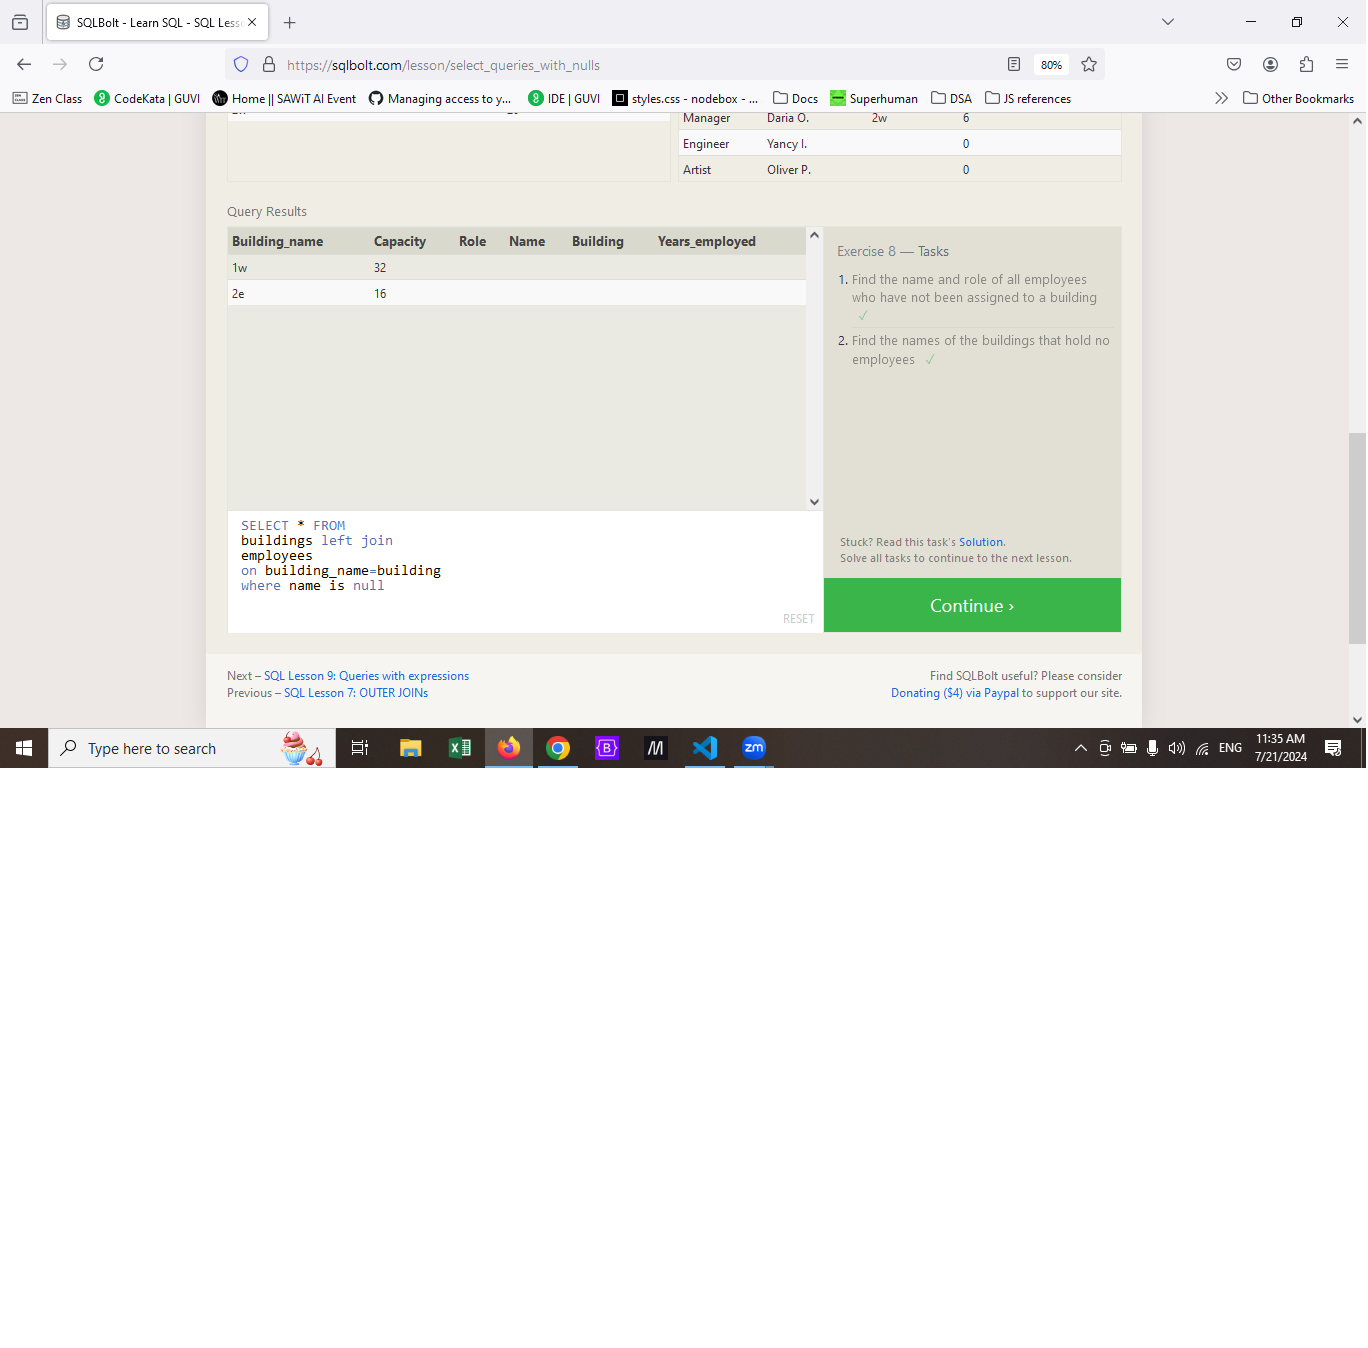 SQLBolt - Learn SQL - SQL Less
https://sqlbolt.com/lesson/select_queries_with_nulls
80%
Zen Class
CodeKata | GUVI
Home || SAWiT AI Event
Managing access to y...
IDE | GUVI
styles.css - nodebox - ...
Docs
Superhuman
DSA
JS references
Other Bookmarks
Manager Daria O. 2w 6
Engineer Yancy I. 0
Artist Oliver P. 0
Query Results
Building_name Capacity Role Name Building Years_employed
1w 32
2e 16
Exercise 8 — Tasks
1. Find the name and role of all employees
who have not been assigned to a building
✓
2. Find the names of the buildings that hold no
employees ✓
Stuck? Read this task's Solution.
Solve all tasks to continue to the next lesson.
Continue ›
SELECT * FROM
buildings left join
employees
on building_name=building
where name is null
RESET
Next – SQL Lesson 9: Queries with expressions
Previous – SQL Lesson 7: OUTER JOINs
Find SQLBolt useful? Please consider
Donating ($4) via Paypal to support our site.
Type here to search
zm
ENG
11:35 AM
7/21/2024